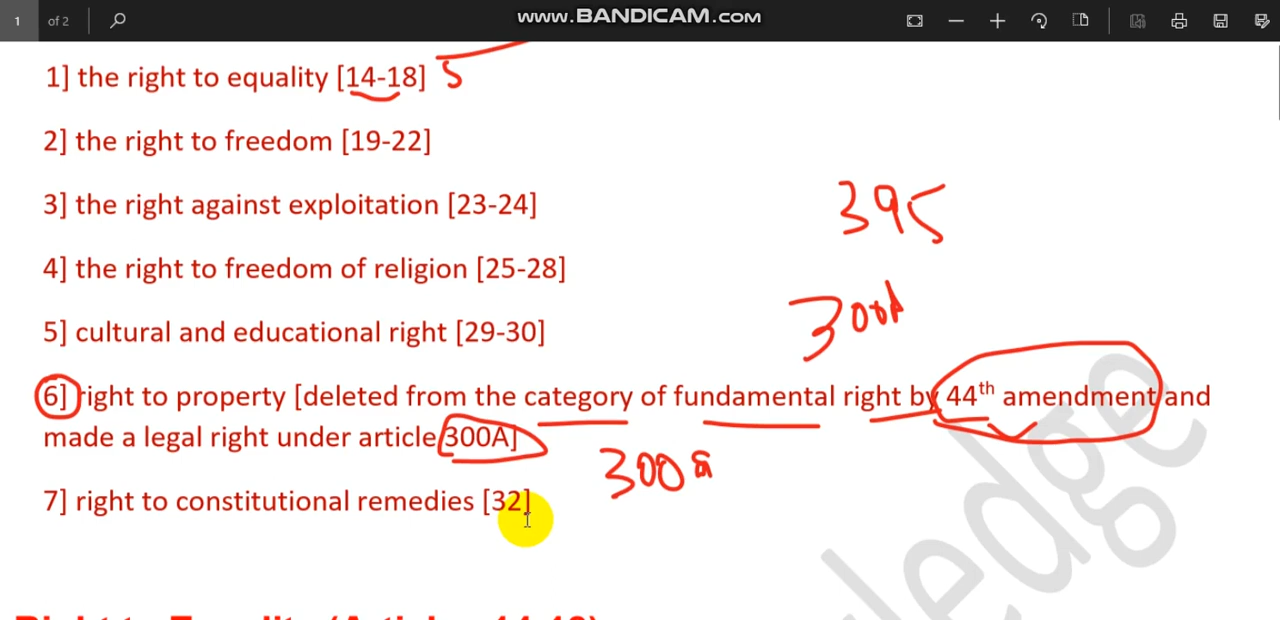 1 of 2
www.BANDICAM.com
1] the right to equality [14-18] 5
2] the right to freedom [19-22]
3] the right against exploitation [23-24]
395
4] the right to freedom of religion [25-28]
300A
5] cultural and educational right [29-30]
6] right to property [deleted from the category of fundamental right by 44th amendment and
made a legal right under article 300A]
300a
7] right to constitutional remedies [32]